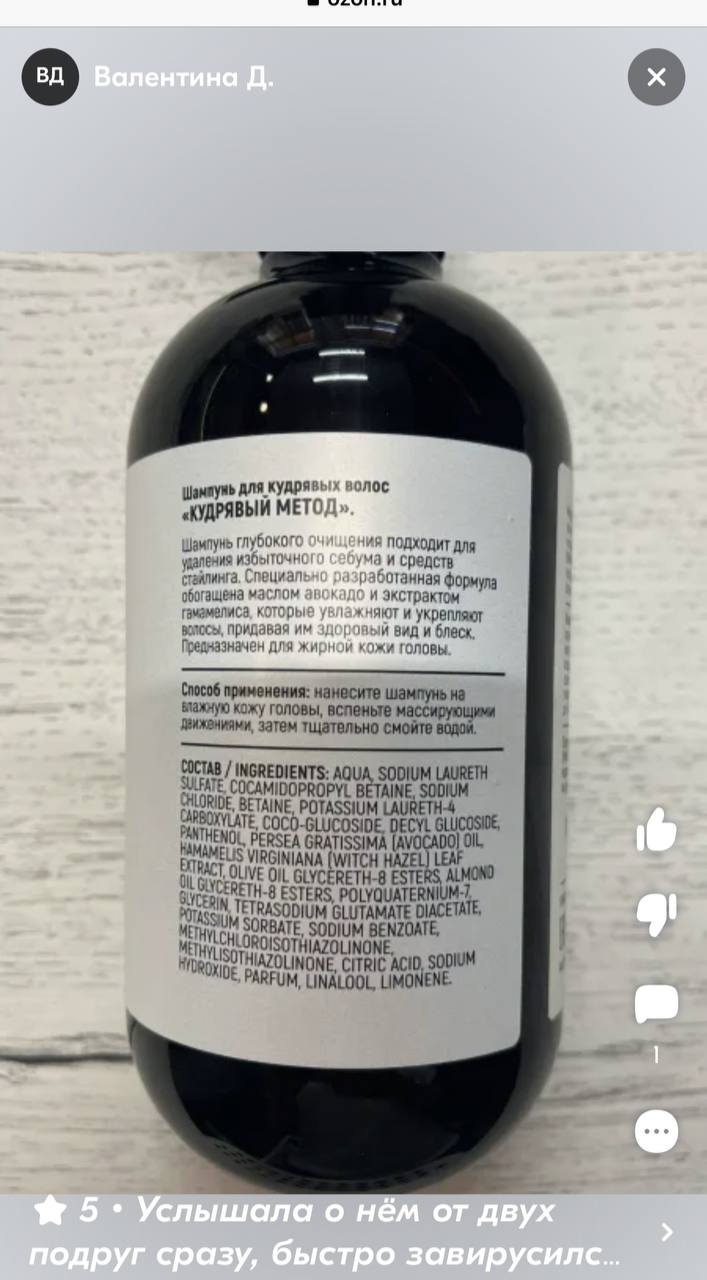 ozon.ru
ВД
Валентина Д.
Шампунь для кудрявых волос
«КУДРЯВЫЙ МЕТОД».
Шампунь глубокого очищения подходит для
удаления избыточного себума и средств
стайлинга. Специально разработанная формула
обогащена маслом авокадо и экстрактом
гамамелиса, которые увлажняют и укрепляют
волосы, придавая им здоровый вид и блеск.
Предназначен для жирной кожи головы.
Способ применения: нанесите шампунь на
влажную кожу головы, вспеньте массирующими
движениями, затем тщательно смойте водой.
СОСТАВ / INGREDIENTS: AQUA, SODIUM LAURETH
SULFATE, COCAMIDOPROPYL BETAINE, SODIUM
CHLORIDE, BETAINE, POTASSIUM LAURETH-4
CARBOXYLATE, COCO-GLUCOSIDE, DECYL GLUCOSIDE,
PANTHENOL, PERSEA GRATISSIMA (AVOCADO) OIL,
HAMAMELIS VIRGINIANA (WITCH HAZEL) LEAF
EXTRACT, OLIVE OIL GLYCERETH-8 ESTERS, ALMOND
OIL GLYCERETH-8 ESTERS, POLYQUATERNIUM-7,
GLYCERIN, TETRASODIUM GLUTAMATE DIACETATE,
POTASSIUM SORBATE, SODIUM BENZOATE,
METHYLCHLOROISOTHIAZOLINONE,
METHYLISOTHIAZOLINONE, CITRIC ACID, SODIUM
HYDROXIDE, PARFUM, LINALOOL, LIMONENE.
1
5 • Услышала о нём от двух
подруг сразу, быстро завирусилс...